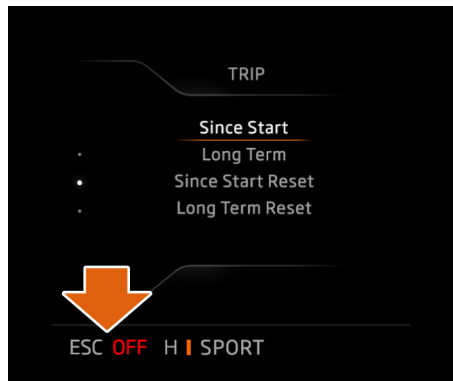 TRIP
Since Start
Long Term
Since Start Reset
Long Term Reset
ESC OFF H SPORT